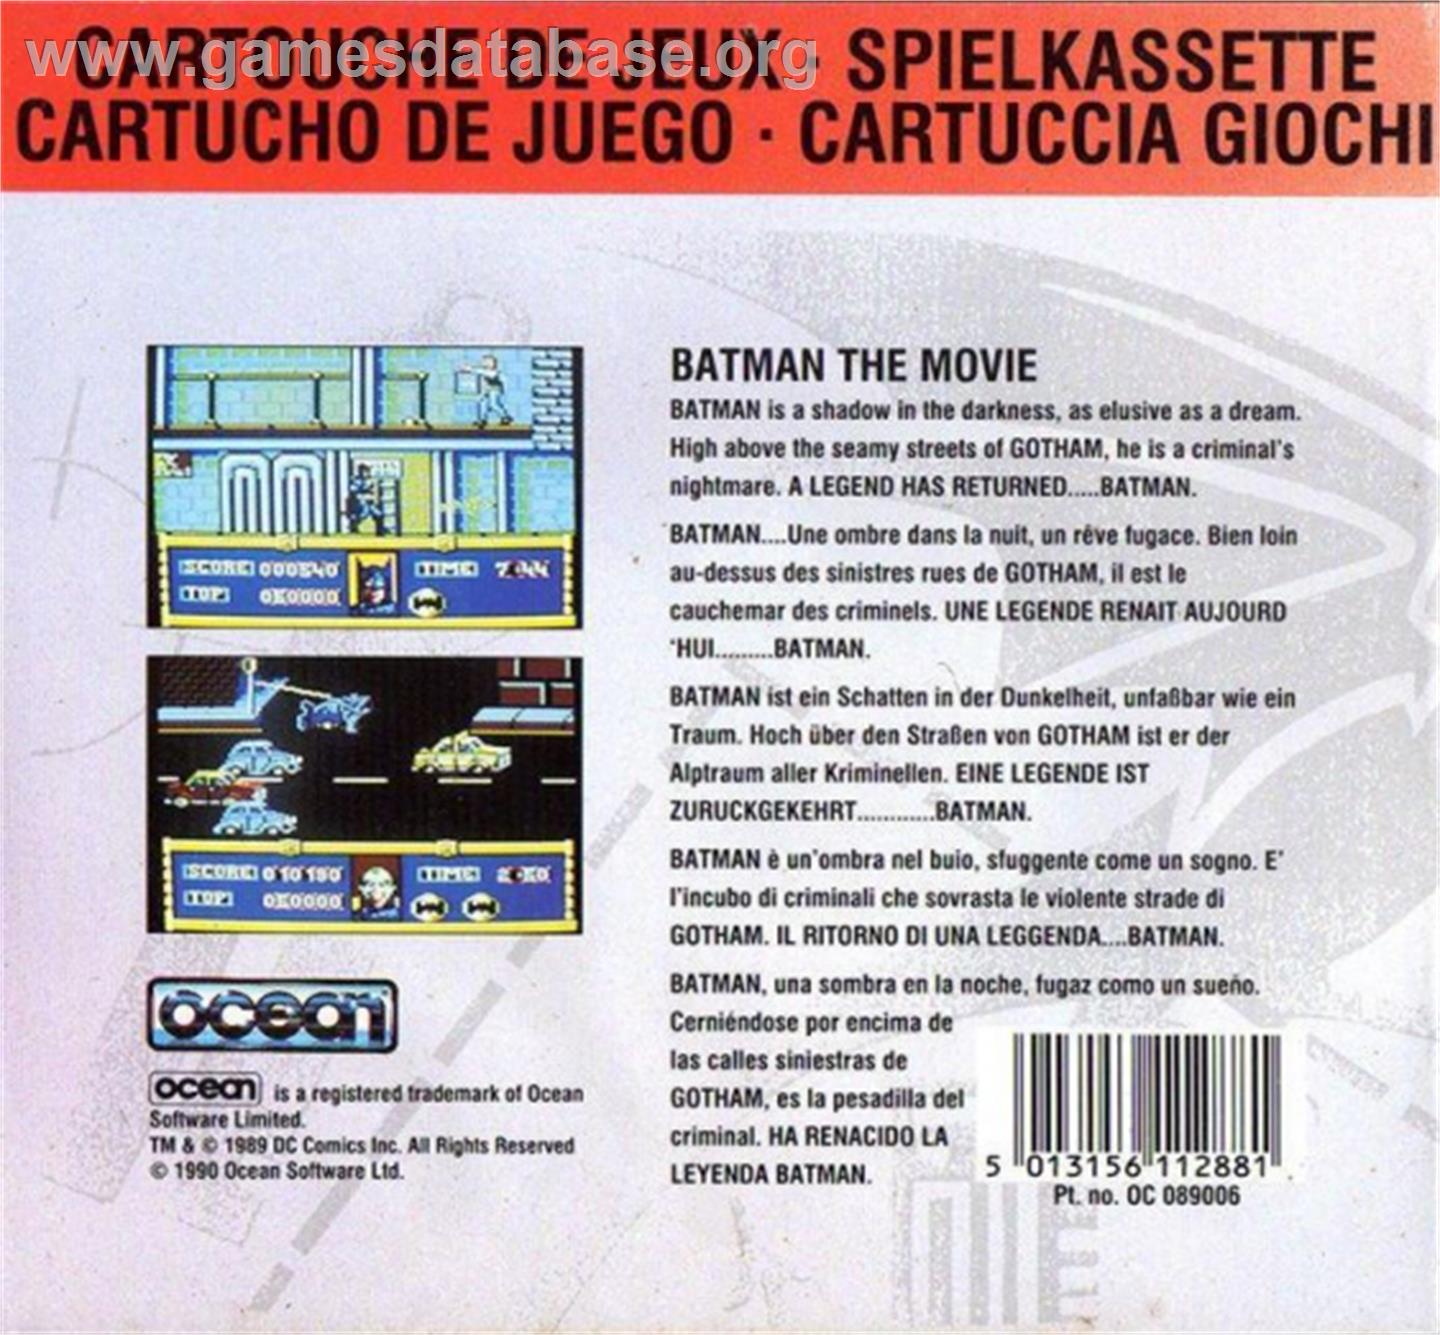 www.gamesdatabase.org
CARTOUCHE DE JEUX · SPIELKASSETTE
CARTUCHO DE JUEGO · CARTUCCIA GIOCHI
SCORE 000540 TIME
TOP 0K0000
SCORE 010190 TIME
TOP 0K0000
ocean
ocean is a registered trademark of Ocean
Software Limited.
TM & © 1989 DC Comics Inc. All Rights Reserved
© 1990 Ocean Software Ltd.
BATMAN THE MOVIE
BATMAN is a shadow in the darkness, as elusive as a dream.
High above the seamy streets of GOTHAM, he is a criminal's
nightmare. A LEGEND HAS RETURNED.....BATMAN.
BATMAN....Une ombre dans la nuit, un rêve fugace. Bien loin
au-dessus des sinistres rues de GOTHAM, il est le
cauchemar des criminels. UNE LEGENDE RENAIT AUJOURD
'HUI.........BATMAN.
BATMAN ist ein Schatten in der Dunkelheit, unfaßbar wie ein
Traum. Hoch über den Straßen von GOTHAM ist er der
Alptraum aller Kriminellen. EINE LEGENDE IST
ZURUCKGEKEHRT............BATMAN.
BATMAN è un'ombra nel buio, sfuggente come un sogno. E'
l'incubo di criminali che sovrasta le violente strade di
GOTHAM. IL RITORNO DI UNA LEGGENDA....BATMAN.
BATMAN, una sombra en la noche, fugaz como un sueño.
Cerniéndose por encima de
las calles siniestras de
GOTHAM, es la pesadilla del
criminal. HA RENACIDO LA
LEYENDA BATMAN.
5 013156 112881
Pt. no. OC 089006